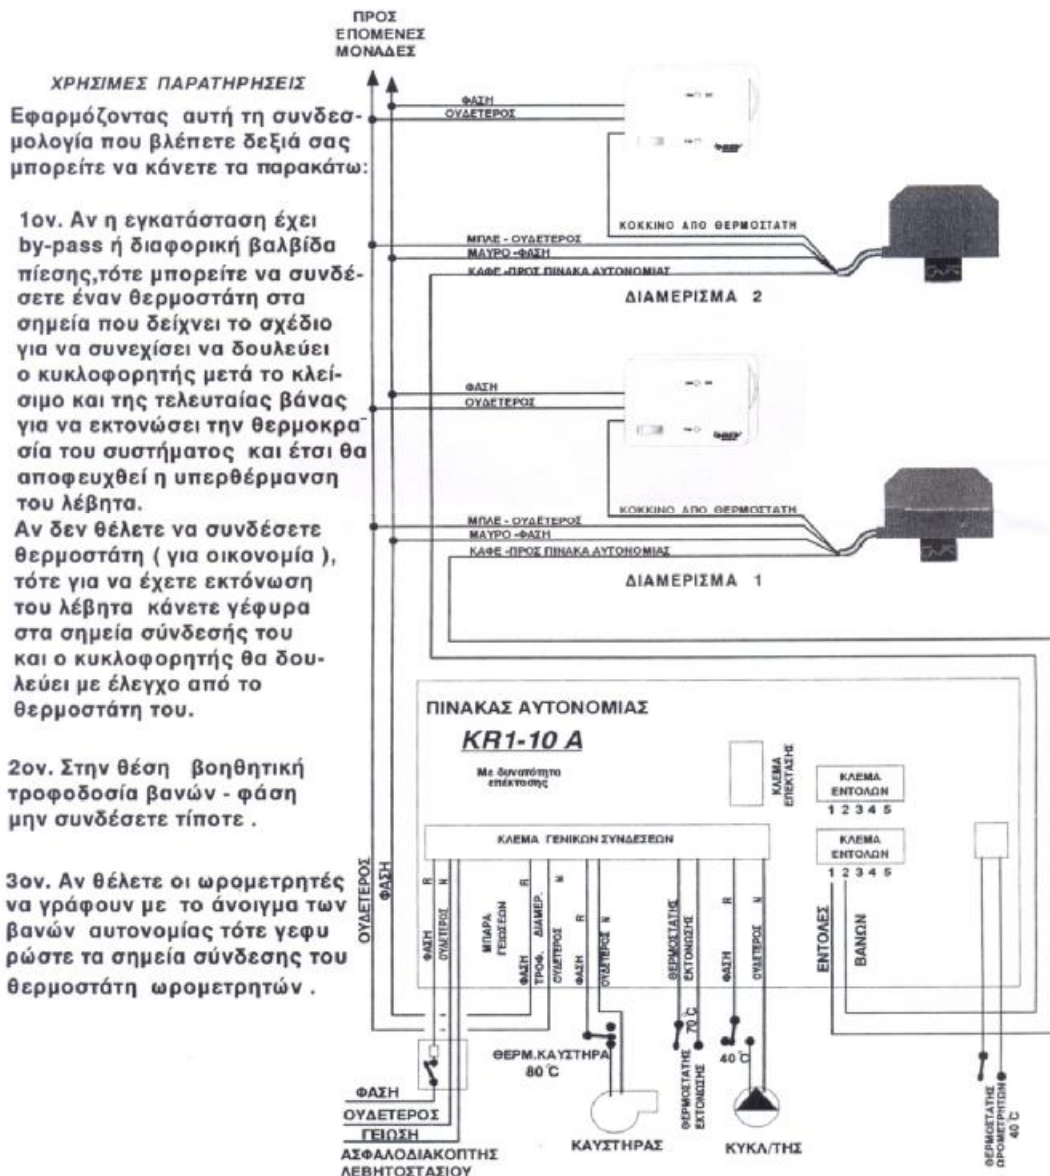 ΠΡΟΣ
ΕΠΟΜΕΝΕΣ
ΜΟΝΑΔΕΣ
ΧΡΗΣΙΜΕΣ ΠΑΡΑΤΗΡΗΣΕΙΣ
Εφαρμόζοντας αυτή τη συνδεσ-
μολογία που βλέπετε δεξιά σας
μπορείτε να κάνετε τα παρακάτω:
1ον. Αν η εγκατάσταση έχει
by-pass ή διαφορική βαλβίδα
πίεσης,τότε μπορείτε να συνδέ-
σετε έναν θερμοστάτη στα
σημεία που δείχνει το σχέδιο
για να συνεχίσει να δουλεύει
ο κυκλοφορητής μετά το κλεί-
σιμο και της τελευταίας βάνας
για να εκτονώσει την θερμοκρα-
σία του συστήματος και έτσι θα
αποφευχθεί η υπερθέρμανση
του λέβητα.
Αν δεν θέλετε να συνδέσετε
θερμοστάτη ( για οικονομία ),
τότε για να έχετε εκτόνωση
του λέβητα κάνετε γέφυρα
στα σημεία σύνδεσής του
και ο κυκλοφορητής θα δου-
λεύει με έλεγχο από το
θερμοστάτη του.
2ον. Στην θέση βοηθητική
τροφοδοσία βανών - φάση
μην συνδέσετε τίποτε .
3ον. Αν θέλετε οι ωρομετρητές
να γράφουν με το άνοιγμα των
βανών αυτονομίας τότε γεφυ
ρώστε τα σημεία σύνδεσης του
θερμοστάτη ωρομετρητών .
ΦΑΣΗ
ΟΥΔΕΤΕΡΟΣ
ΚΟΚΚΙΝΟ ΑΠΟ ΘΕΡΜΟΣΤΑΤΗ
ΜΠΛΕ - ΟΥΔΕΤΕΡΟΣ
ΜΑΥΡΟ -ΦΑΣΗ
ΚΑΦΕ -ΠΡΟΣ ΠΙΝΑΚΑ ΑΥΤΟΝΟΜΙΑΣ
ΔΙΑΜΕΡΙΣΜΑ 2
ΦΑΣΗ
ΟΥΔΕΤΕΡΟΣ
ΚΟΚΚΙΝΟ ΑΠΟ ΘΕΡΜΟΣΤΑΤΗ
ΜΠΛΕ - ΟΥΔΕΤΕΡΟΣ
ΜΑΥΡΟ -ΦΑΣΗ
ΚΑΦΕ -ΠΡΟΣ ΠΙΝΑΚΑ ΑΥΤΟΝΟΜΙΑΣ
ΔΙΑΜΕΡΙΣΜΑ 1
ΠΙΝΑΚΑΣ ΑΥΤΟΝΟΜΙΑΣ
KR1-10 A
Με δυνατότητα
επέκτασης
ΚΛΕΜΑ
ΕΠΕΚΤΑΣΗΣ
ΚΛΕΜΑ
ΕΝΤΟΛΩΝ
1 2 3 4 5
ΚΛΕΜΑ ΓΕΝΙΚΩΝ ΣΥΝΔΕΣΕΩΝ
ΚΛΕΜΑ
ΕΝΤΟΛΩΝ
1 2 3 4 5
ΟΥΔΕΤΕΡΟΣ
ΦΑΣΗ
ΦΑΣΗ R
ΟΥΔΕΤΕΡΟΣ N
ΜΠΑΡΑ
ΓΕΙΩΣΕΩΝ
ΦΑΣΗ R
ΤΡΟΦ. ΔΙΑΜΕΡ.
ΟΥΔΕΤΕΡΟΣ N
ΦΑΣΗ R
ΟΥΔΕΤΕΡΟΣ N
ΘΕΡΜΟΣΤΑΤΗΣ
ΕΚΤΟΝΩΣΗΣ
ΦΑΣΗ R
ΟΥΔΕΤΕΡΟΣ N
ΕΝΤΟΛΕΣ
ΒΑΝΩΝ
ΘΕΡΜ.ΚΑΥΣΤΗΡΑ
80 °C
70 °C
40 °C
ΘΕΡΜΟΣΤΑΤΗΣ
ΕΚΤΟΝΩΣΗΣ
ΘΕΡΜΟΣΤΑΤΗΣ
ΩΡΟΜΕΤΡΗΤΩΝ
40 °C
ΦΑΣΗ
ΟΥΔΕΤΕΡΟΣ
ΓΕΙΩΣΗ
ΑΣΦΑΛΟΔΙΑΚΟΠΤΗΣ
ΛΕΒΗΤΟΣΤΑΣΙΟΥ
ΚΑΥΣΤΗΡΑΣ
ΚΥΚΛ/ΤΗΣ